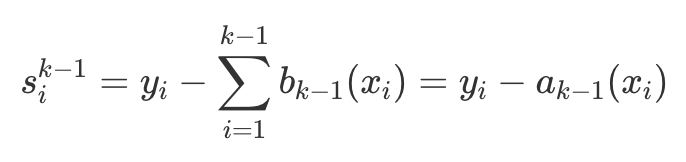 $s_i^{k-1} = y_i - \sum_{i=1}^{k-1} b_{k-1}(x_i) = y_i - a_{k-1}(x_i)$